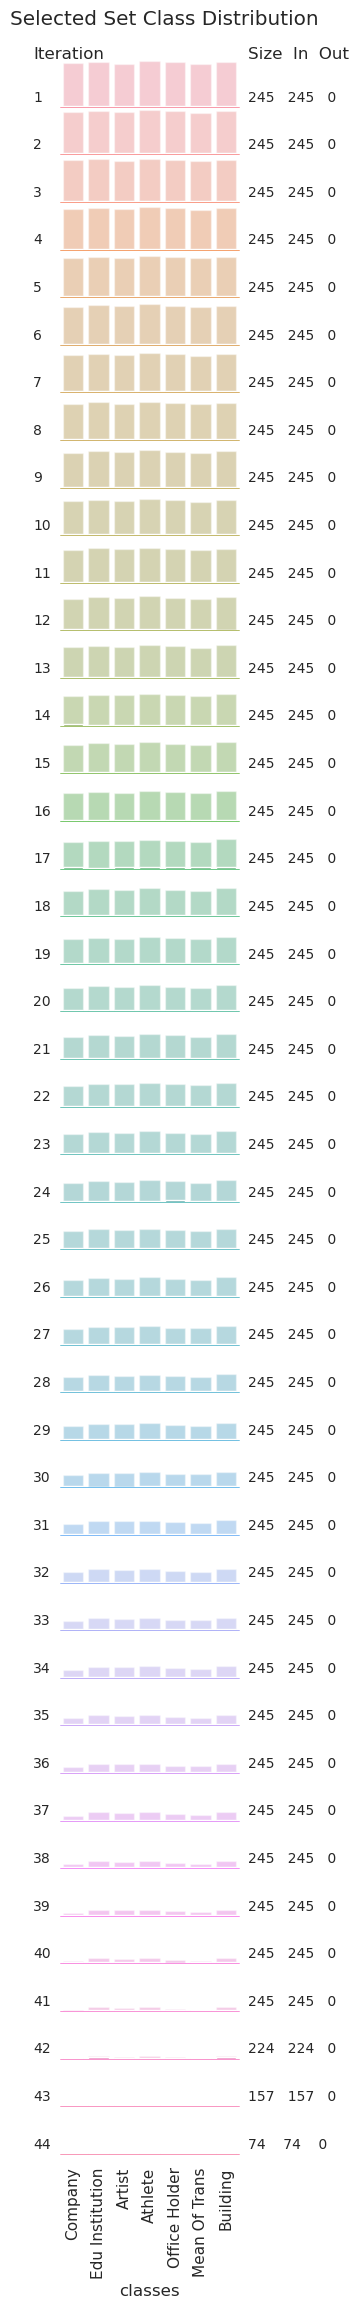 Selected Set Class Distribution
Iteration Size In Out
1 245 245 0
2 245 245 0
3 245 245 0
4 245 245 0
5 245 245 0
6 245 245 0
7 245 245 0
8 245 245 0
9 245 245 0
10 245 245 0
11 245 245 0
12 245 245 0
13 245 245 0
14 245 245 0
15 245 245 0
16 245 245 0
17 245 245 0
18 245 245 0
19 245 245 0
20 245 245 0
21 245 245 0
22 245 245 0
23 245 245 0
24 245 245 0
25 245 245 0
26 245 245 0
27 245 245 0
28 245 245 0
29 245 245 0
30 245 245 0
31 245 245 0
32 245 245 0
33 245 245 0
34 245 245 0
35 245 245 0
36 245 245 0
37 245 245 0
38 245 245 0
39 245 245 0
40 245 245 0
41 245 245 0
42 224 224 0
43 157 157 0
44 74 74 0
Company
Edu Institution
Artist
Athlete
Office Holder
Mean Of Trans
Building
classes